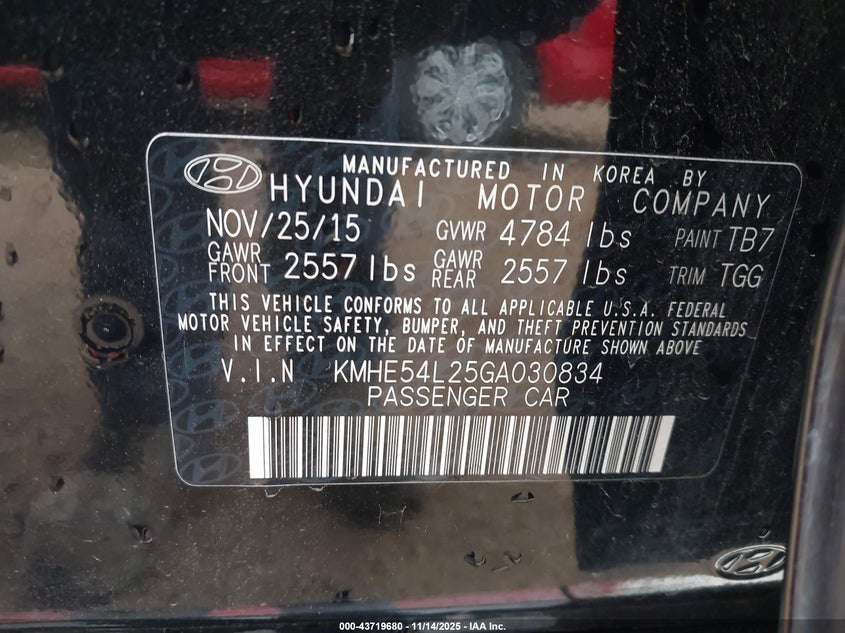 MANUFACTURED IN KOREA BY
HYUNDAI MOTOR COMPANY
NOV/25/15 GVWR 4784 lbs PAINT TB7
GAWR FRONT 2557 lbs GAWR REAR 2557 lbs TRIM TGG
THIS VEHICLE CONFORMS TO ALL APPLICABLE U.S.A. FEDERAL
MOTOR VEHICLE SAFETY, BUMPER, AND THEFT PREVENTION STANDARDS
IN EFFECT ON THE DATE OF MANUFACTURE SHOWN ABOVE
V.I.N KMHE54L25GA030834
PASSENGER CAR
000-43719680 - 11/14/2025 - IAA Inc.